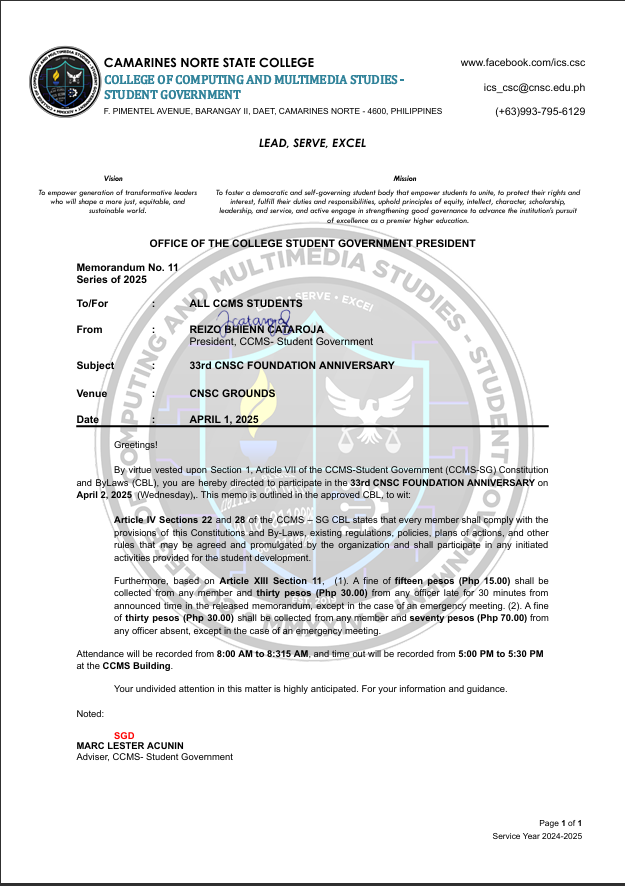 CAMARINES NORTE STATE COLLEGE
COLLEGE OF COMPUTING AND MULTIMEDIA STUDIES -
STUDENT GOVERNMENT
F. PIMENTEL AVENUE, BARANGAY II, DAET, CAMARINES NORTE - 4600, PHILIPPINES
www.facebook.com/ics.csc
ics_csc@cnsc.edu.ph
(+63)993-795-6129
LEAD, SERVE, EXCEL
Vision
To empower generation of transformative leaders
who will shape a more just, equitable, and
sustainable world.
Mission
To foster a democratic and self-governing student body that empower students to unite, to protect their rights and
interest, fulfill their duties and responsibilities, uphold principles of equity, intellect, character, scholarship,
leadership, and service, and active engage in strengthening good governance to advance the institution's pursuit
of excellence as a premier higher education.
OFFICE OF THE COLLEGE STUDENT GOVERNMENT PRESIDENT
Memorandum No. 11
Series of 2025
To/For : ALL CCMS STUDENTS
From : REIZO BHIENN CATAROJA
President, CCMS- Student Government
Subject : 33rd CNSC FOUNDATION ANNIVERSARY
Venue : CNSC GROUNDS
Date : APRIL 1, 2025
Greetings!
By virtue vested upon Section 1, Article VII of the CCMS-Student Government (CCMS-SG) Constitution
and ByLaws (CBL), you are hereby directed to participate in the 33rd CNSC FOUNDATION ANNIVERSARY on
April 2, 2025 (Wednesday),. This memo is outlined in the approved CBL, to wit:
Article IV Sections 22 and 28 of the CCMS – SG CBL states that every member shall comply with the
provisions of this Constitutions and By-Laws, existing regulations, policies, plans of actions, and other
rules that may be agreed and promulgated by the organization and shall participate in any initiated
activities provided for the student development.
Furthermore, based on Article XIII Section 11, (1). A fine of fifteen pesos (Php 15.00) shall be
collected from any member and thirty pesos (Php 30.00) from any officer late for 30 minutes from
announced time in the released memorandum, except in the case of an emergency meeting. (2). A fine
of thirty pesos (Php 30.00) shall be collected from any member and seventy pesos (Php 70.00) from
any officer absent, except in the case of an emergency meeting.
Attendance will be recorded from 8:00 AM to 8:315 AM, and time out will be recorded from 5:00 PM to 5:30 PM
at the CCMS Building.
Your undivided attention in this matter is highly anticipated. For your information and guidance.
Noted:
SGD
MARC LESTER ACUNIN
Adviser, CCMS- Student Government
Page 1 of 1
Service Year 2024-2025